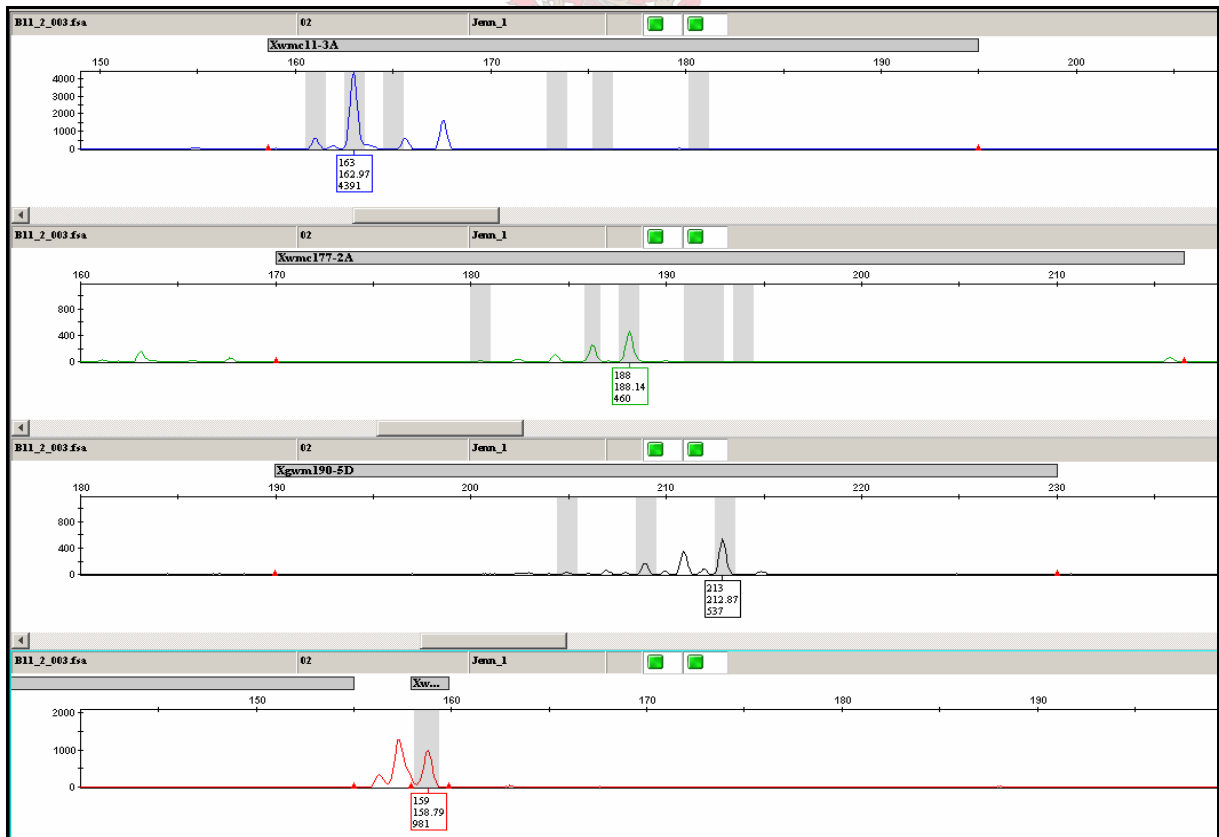 B11_2_003.fsa 02 Jenn_1
Xwmc11-3A
150 160 170 180 190 200
4000
3000
2000
1000
0
163
162.97
4391
B11_2_003.fsa 02 Jenn_1
Xwmc177-2A
160 170 180 190 200 210
800
400
0
188
188.14
460
B11_2_003.fsa 02 Jenn_1
Xgwm190-5D
180 190 200 210 220 230
800
400
0
213
212.87
537
B11_2_003.fsa 02 Jenn_1
Xw...
150 160 170 180 190
2000
1000
0
159
158.79
981